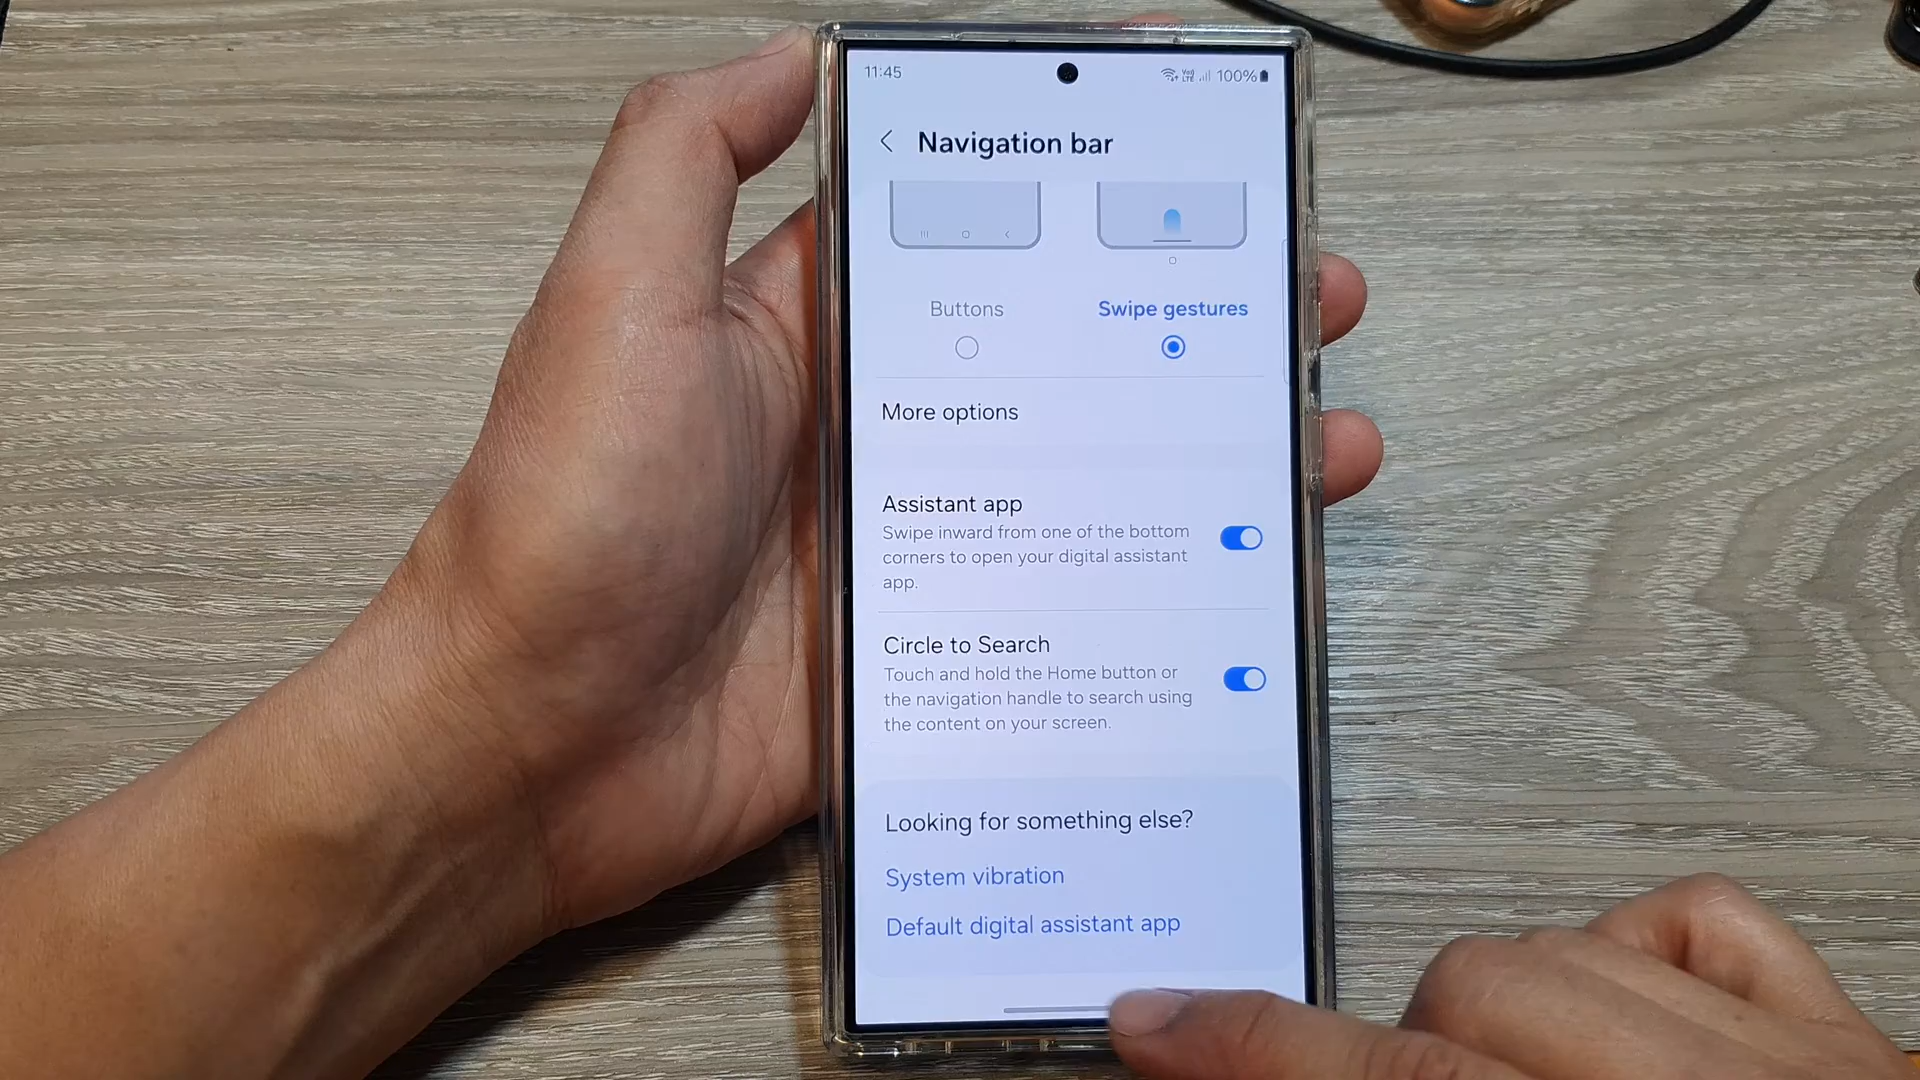 11:45
100%
Navigation bar
Buttons
Swipe gestures
More options
Assistant app
Swipe inward from one of the bottom
corners to open your digital assistant
app.
Circle to Search
Touch and hold the Home button or
the navigation handle to search using
the content on your screen.
Looking for something else?
System vibration
Default digital assistant app